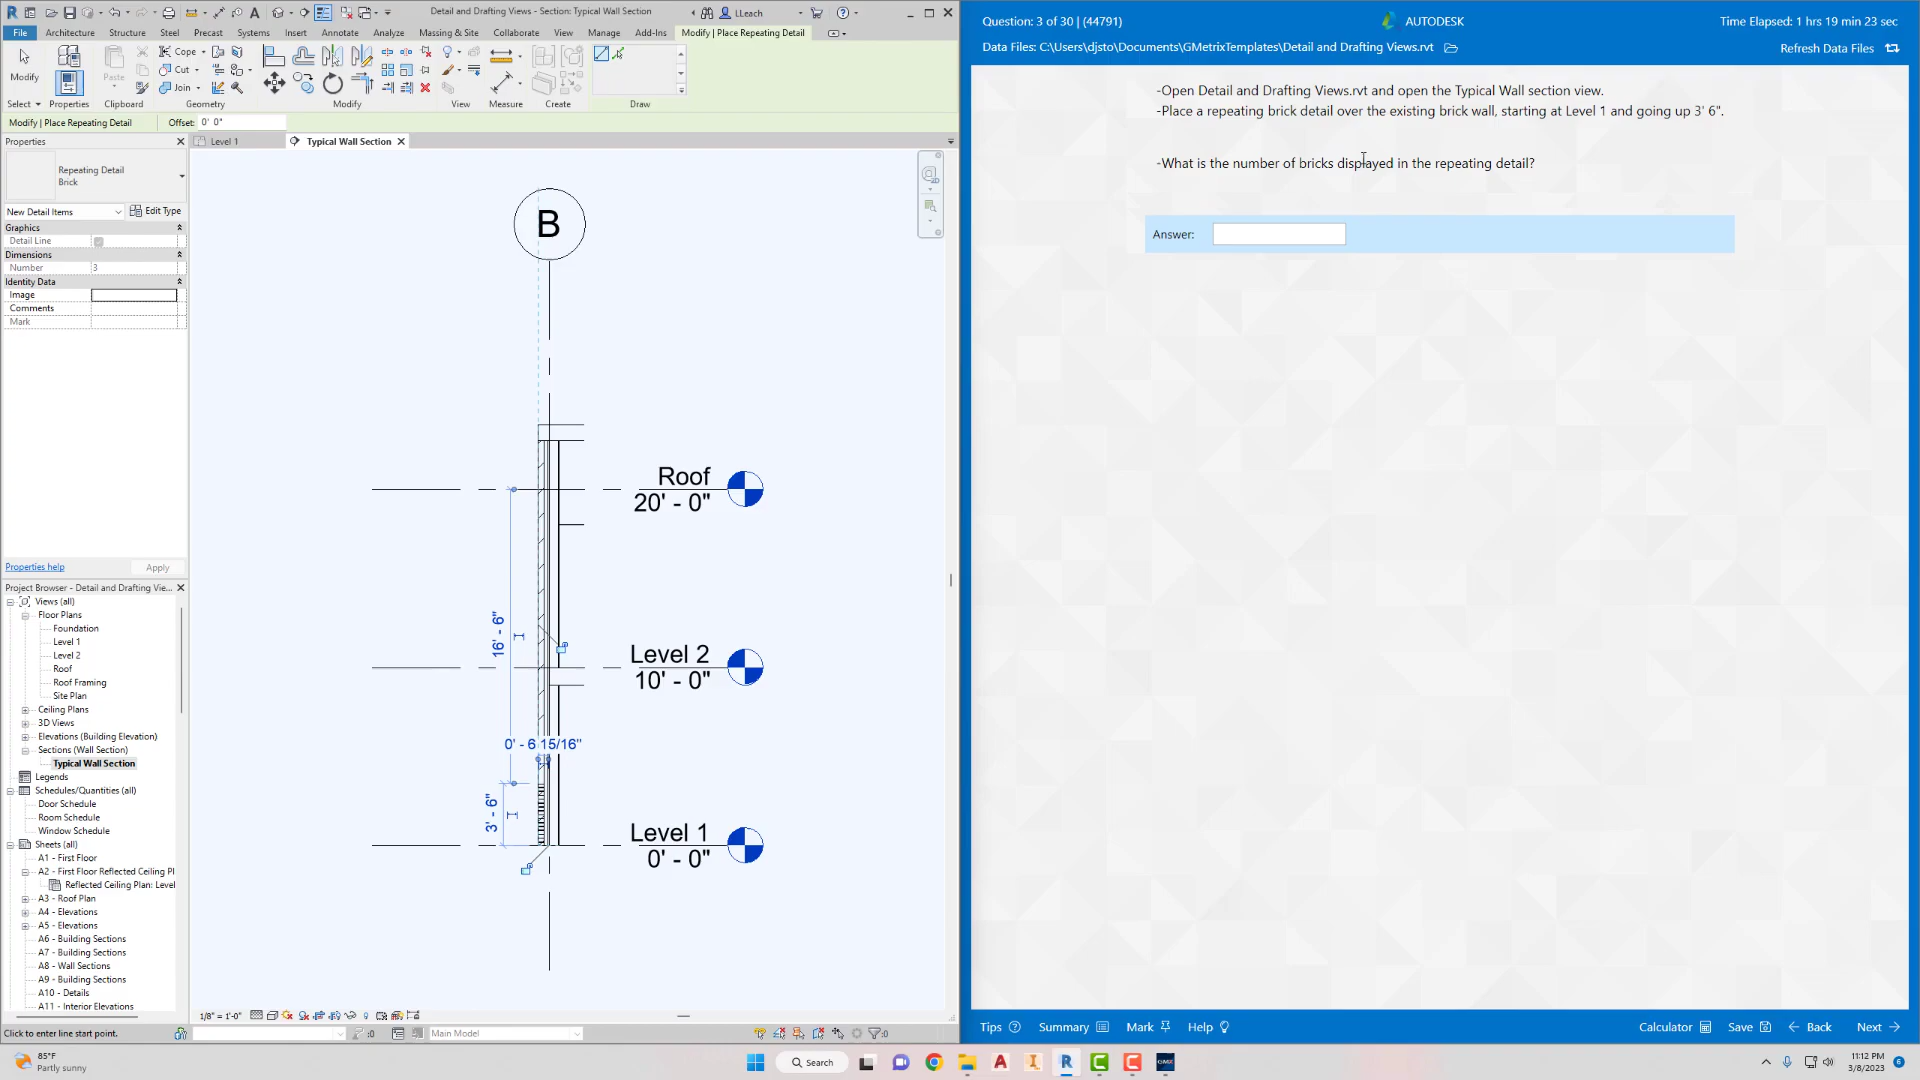 Detail and Drafting Views - Section: Typical Wall Section
LLeach
File
Architecture
Structure
Steel
Precast
Systems
Insert
Annotate
Analyze
Massing & Site
Collaborate
View
Manage
Add-Ins
Modify | Place Repeating Detail
Modify
Properties
Paste
Cope
Cut
Join
Select
Properties
Clipboard
Geometry
Modify
View
Measure
Create
Draw
Modify | Place Repeating Detail
Offset: 0' 0"
Properties
Repeating Detail
Brick
New Detail Items
Edit Type
Graphics
Detail Line
Dimensions
Number
3
Identity Data
Image
Comments
Mark
Properties help
Apply
Project Browser - Detail and Drafting Vie...
Views (all)
Floor Plans
Foundation
Level 1
Level 2
Roof
Roof Framing
Site Plan
Ceiling Plans
3D Views
Elevations (Building Elevation)
Sections (Wall Section)
Typical Wall Section
Legends
Schedules/Quantities (all)
Door Schedule
Room Schedule
Window Schedule
Sheets (all)
A1 - First Floor
A2 - First Floor Reflected Ceiling Pl
Reflected Ceiling Plan: Level
A3 - Roof Plan
A4 - Elevations
A5 - Elevations
A6 - Building Sections
A7 - Building Sections
A8 - Wall Sections
A9 - Building Sections
A10 - Details
A11 - Interior Elevations
Level 1
Typical Wall Section
B
Roof
20' - 0"
16' - 6"
Level 2
10' - 0"
0' - 6 15/16"
3' - 6"
Level 1
0' - 0"
1/8" = 1'-0"
Click to enter line start point.
:0
Main Model
:0
Question: 3 of 30 | (44791)
AUTODESK
Time Elapsed: 1 hrs 19 min 23 sec
Data Files: C:\Users\djsto\Documents\GMetrixTemplates\Detail and Drafting Views.rvt
Refresh Data Files
-Open Detail and Drafting Views.rvt and open the Typical Wall section view.
-Place a repeating brick detail over the existing brick wall, starting at Level 1 and going up 3' 6".
-What is the number of bricks displayed in the repeating detail?
Answer:
Tips
Summary
Mark
Help
Calculator
Save
Back
Next
85°F
Partly sunny
Search
11:12 PM
3/8/2023